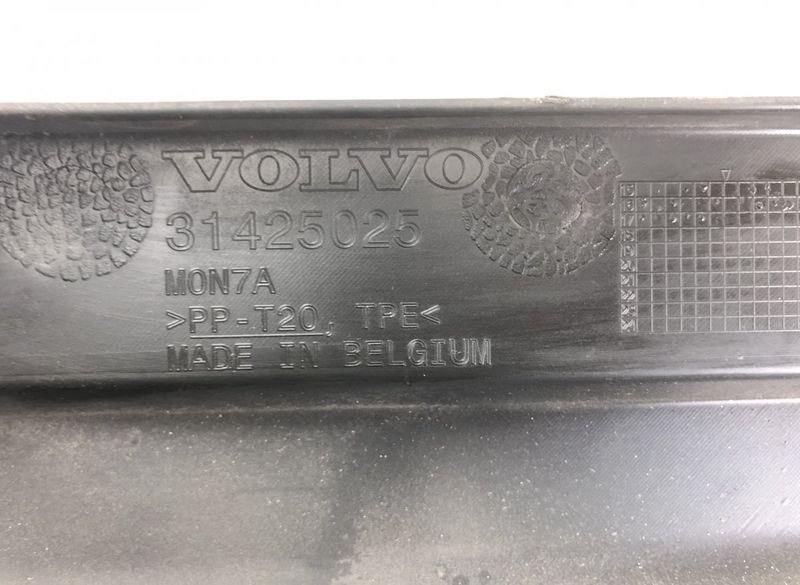 VOLVO
31425025
MON7A
>PP-T20, TPE<
MADE IN BELGIUM